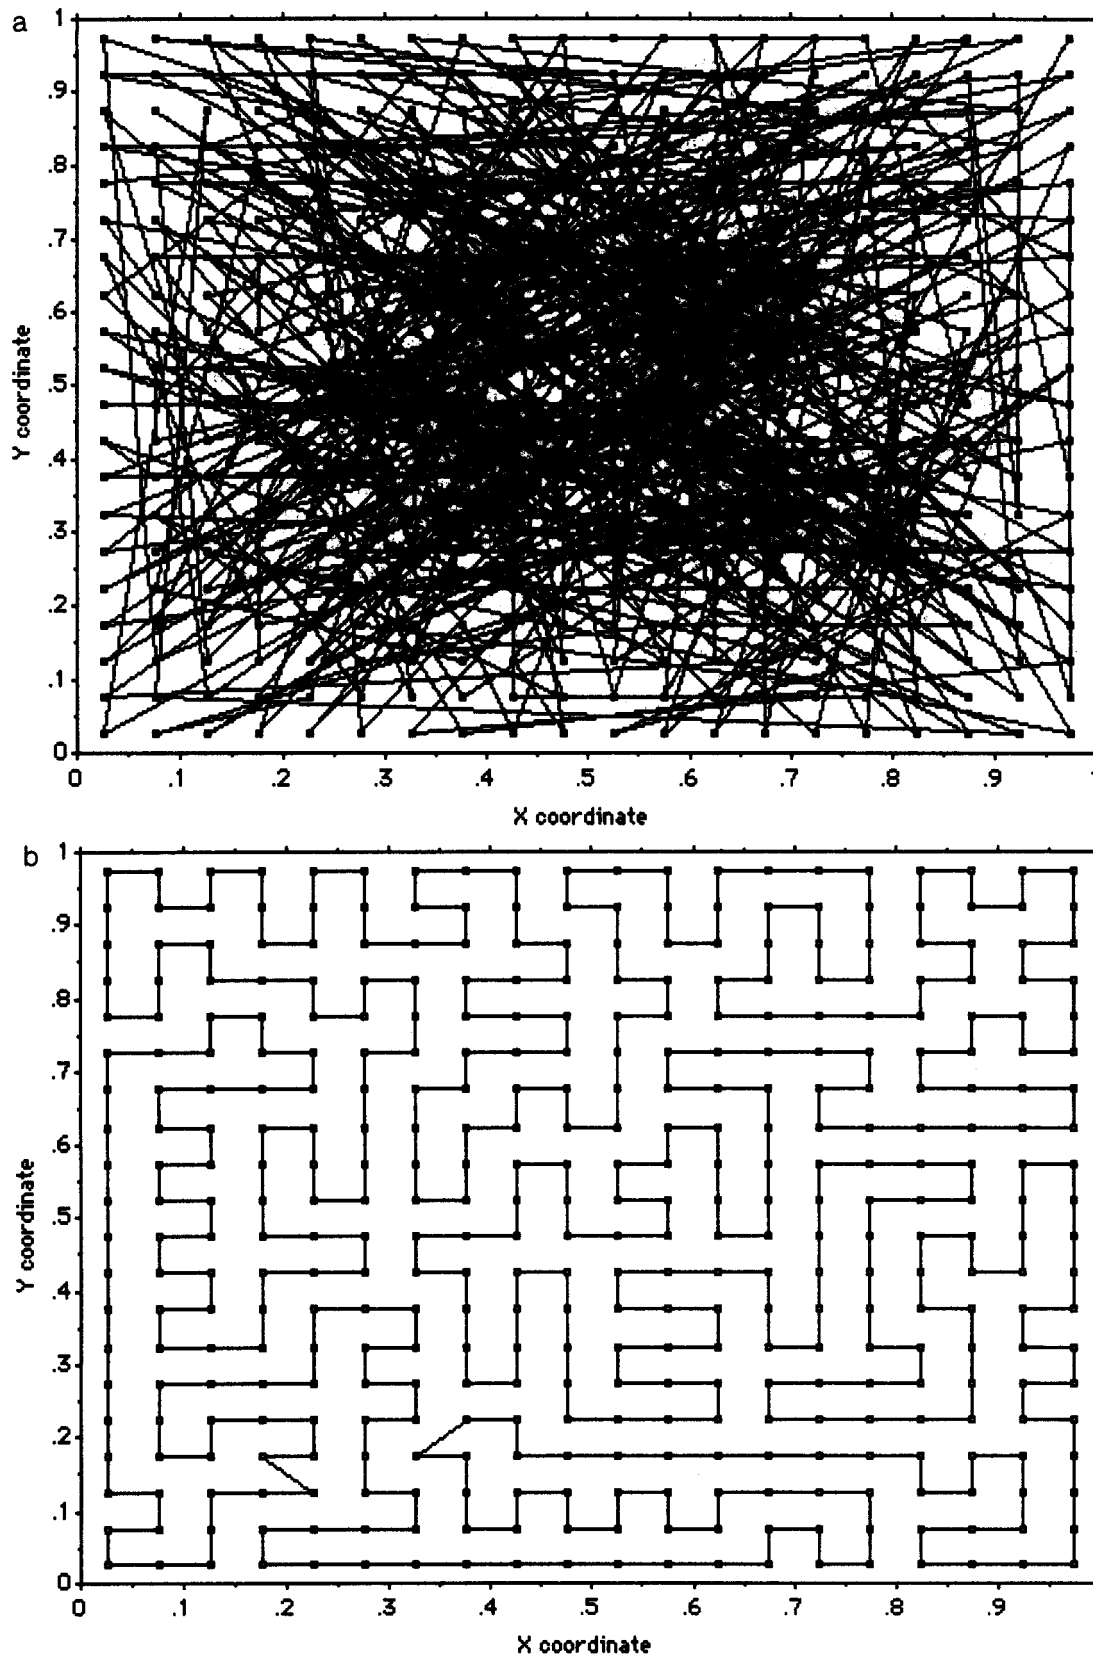 a
1
.9
.8
.7
.6
.5
.4
.3
.2
.1
0
Y coordinate
0 .1 .2 .3 .4 .5 .6 .7 .8 .9 1
X coordinate
b
1
.9
.8
.7
.6
.5
.4
.3
.2
.1
0
Y coordinate
0 .1 .2 .3 .4 .5 .6 .7 .8 .9
X coordinate